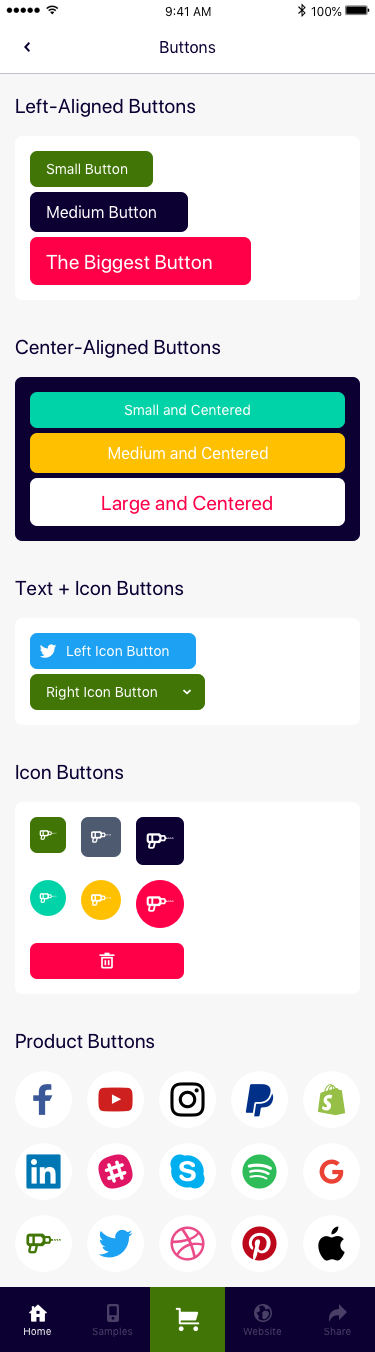 9:41 AM
100%
Buttons
Left-Aligned Buttons
Small Button
Medium Button
The Biggest Button
Center-Aligned Buttons
Small and Centered
Medium and Centered
Large and Centered
Text + Icon Buttons
Left Icon Button
Right Icon Button
Icon Buttons
Product Buttons
Home
Samples
Website
Share